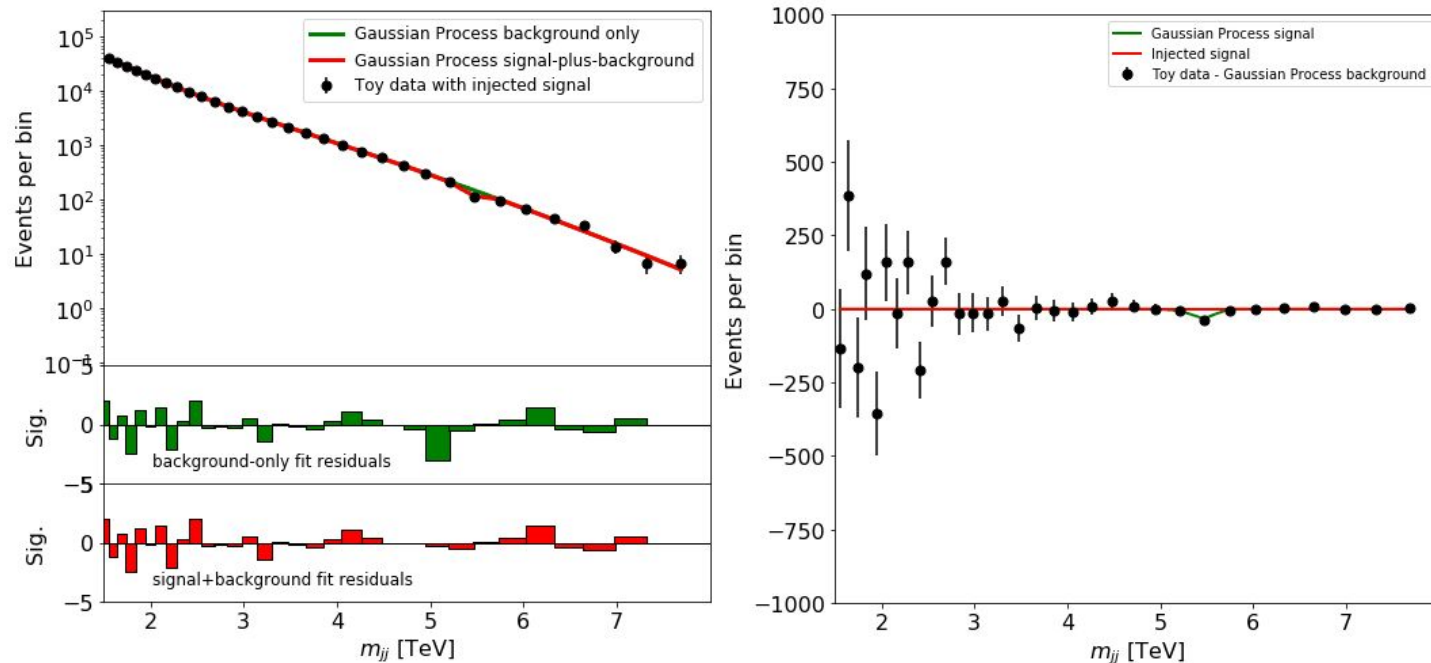 Gaussian Process background only
Gaussian Process signal-plus-background
Toy data with injected signal
Events per bin
10^5
10^4
10^3
10^2
10^1
10^0
10^-1
5
0
-5
Sig.
background-only fit residuals
5
0
−5
Sig.
signal+background fit residuals
2 3 4 5 6 7
m_jj [TeV]
Gaussian Process signal
Injected signal
Toy data - Gaussian Process background
Events per bin
1000
750
500
250
0
−250
−500
−750
−1000
2 3 4 5 6 7
m_jj [TeV]